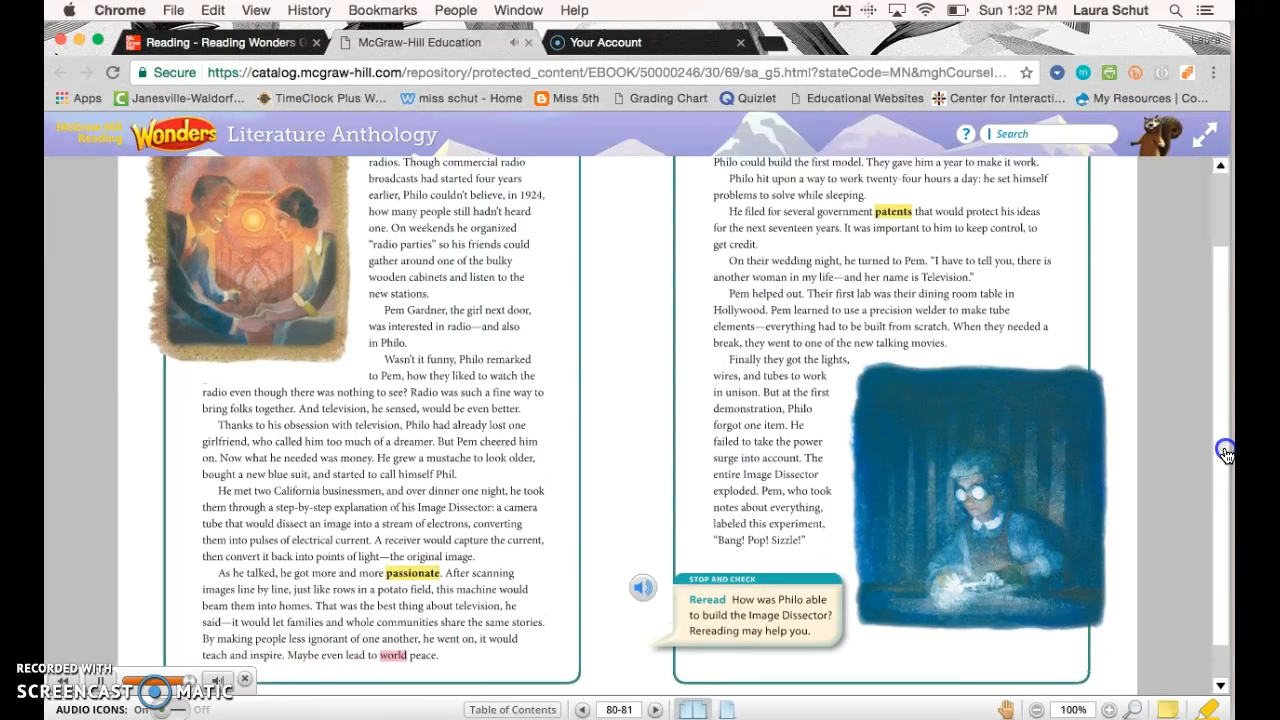 Chrome File Edit View History Bookmarks People Window Help Sun 1:32 PM Laura Schut
Reading - Reading Wonders McGraw-Hill Education Your Account Laura
Secure https://catalog.mcgraw-hill.com/repository/protected_content/EBOOK/50000246/30/69/sa_g5.html?stateCode=MN&mghCoursel...
Apps Janesville-Waldorf... TimeClock Plus W... miss schut - Home Miss 5th Grading Chart Quizlet Educational Websites Center for Interacti... My Resources | Co...
McGraw-Hill
Reading
Wonders
Literature Anthology
? Search
radios. Though commercial radio
broadcasts had started four years
earlier, Philo couldn't believe, in 1924,
how many people still hadn't heard
one. On weekends he organized
“radio parties” so his friends could
gather around one of the bulky
wooden cabinets and listen to the
new stations.
Pem Gardner, the girl next door,
was interested in radio—and also
in Philo.
Wasn't it funny, Philo remarked
to Pem, how they liked to watch the
radio even though there was nothing to see? Radio was such a fine way to
bring folks together. And television, he sensed, would be even better.
Thanks to his obsession with television, Philo had already lost one
girlfriend, who called him too much of a dreamer. But Pem cheered him
on. Now what he needed was money. He grew a mustache to look older,
bought a new blue suit, and started to call himself Phil.
He met two California businessmen, and over dinner one night, he took
them through a step-by-step explanation of his Image Dissector: a camera
tube that would dissect an image into a stream of electrons, converting
them into pulses of electrical current. A receiver would capture the current,
then convert it back into points of light—the original image.
As he talked, he got more and more passionate. After scanning
images line by line, just like rows in a potato field, this machine would
beam them into homes. That was the best thing about television, he
said—it would let families and whole communities share the same stories.
By making people less ignorant of one another, he went on, it would
teach and inspire. Maybe even lead to world peace.
Philo could build the first model. They gave him a year to make it work.
Philo hit upon a way to work twenty-four hours a day: he set himself
problems to solve while sleeping.
He filed for several government patents that would protect his ideas
for the next seventeen years. It was important to him to keep control, to
get credit.
On their wedding night, he turned to Pem. “I have to tell you, there is
another woman in my life—and her name is Television.”
Pem helped out. Their first lab was their dining room table in
Hollywood. Pem learned to use a precision welder to make tube
elements—everything had to be built from scratch. When they needed a
break, they went to one of the new talking movies.
Finally they got the lights,
wires, and tubes to work
in unison. But at the first
demonstration, Philo
forgot one item. He
failed to take the power
surge into account. The
entire Image Dissector
exploded. Pem, who took
notes about everything,
labeled this experiment,
“Bang! Pop! Sizzle!”
STOP AND CHECK
Reread How was Philo able
to build the Image Dissector?
Rereading may help you.
RECORDED WITH
SCREENCAST MATIC
AUDIO ICONS: On Off Table of Contents 80-81 100%